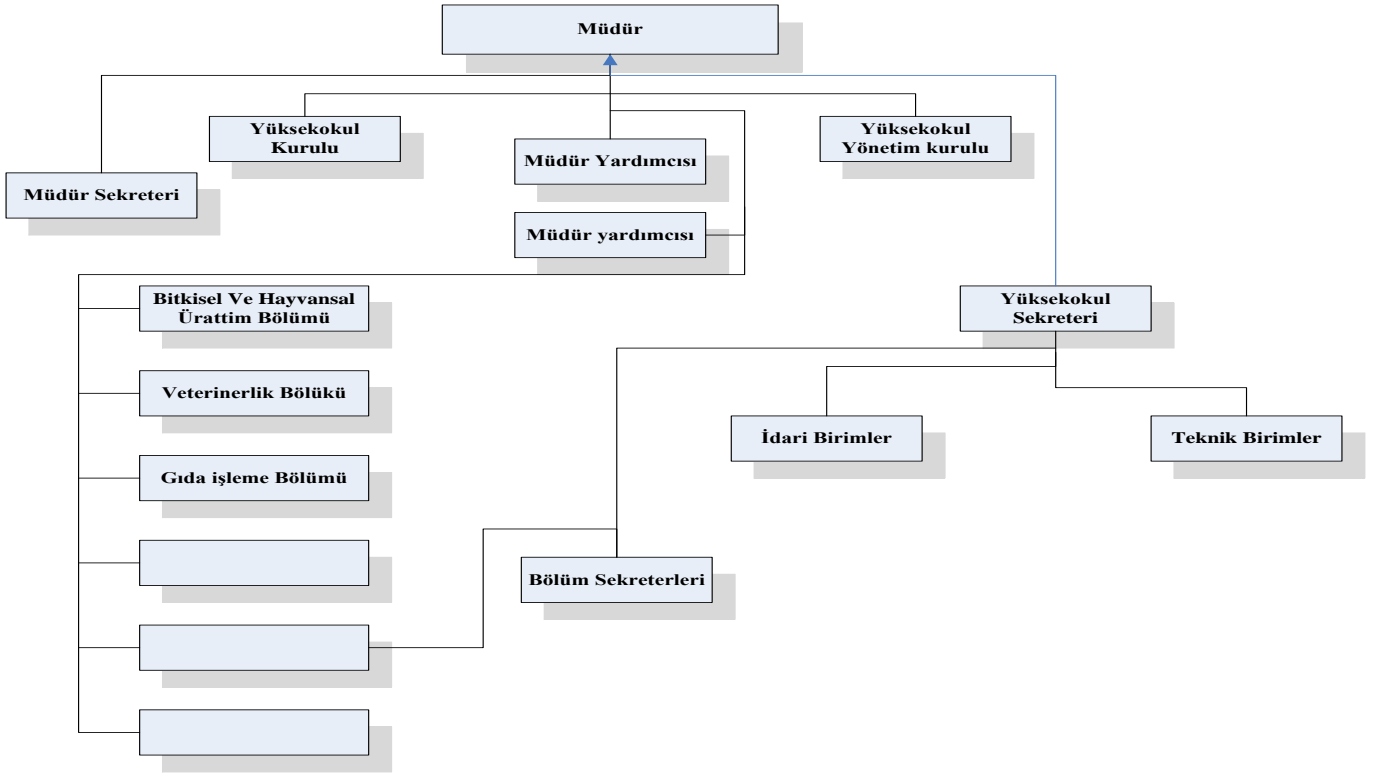 Müdür
Yüksekokul
Kurulu
Müdür Yardımcısı
Yüksekokul
Yönetim kurulu
Müdür Sekreteri
Müdür yardımcısı
Bitkisel Ve Hayvansal
Ürattim Bölümü
Yüksekokul
Sekreteri
Veterinerlik Bölükü
İdari Birimler
Teknik Birimler
Gıda işleme Bölümü
Bölüm Sekreterleri